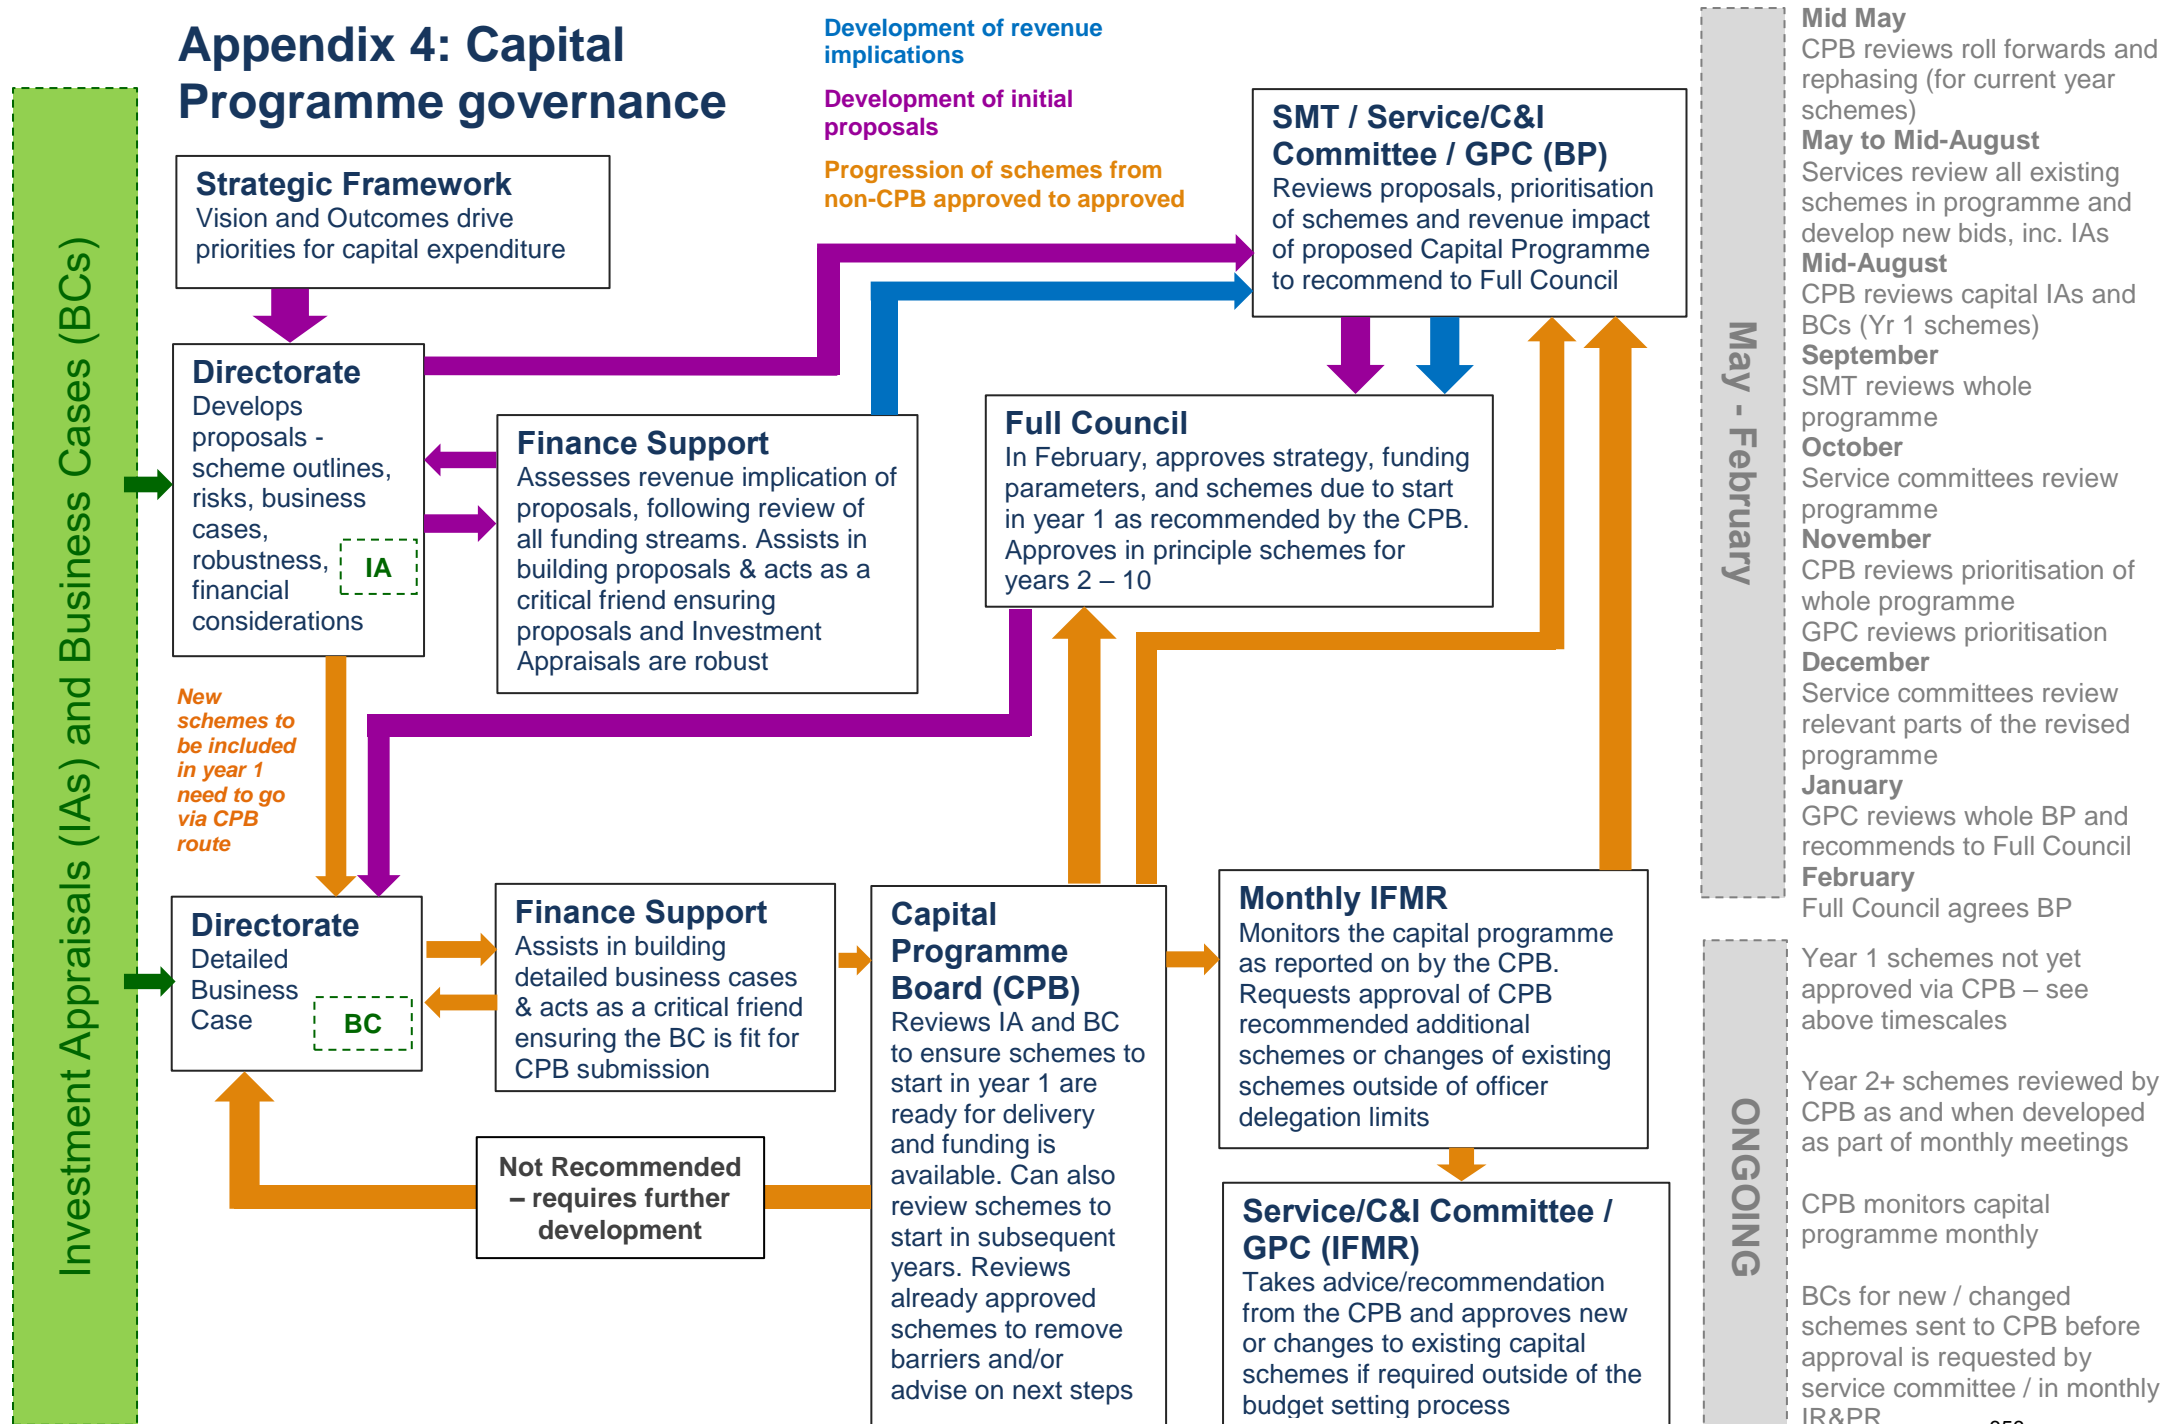 Appendix 4: Capital
Programme governance
Development of revenue
implications
Development of initial
proposals
Progression of schemes from
non-CPB approved to approved
Investment Appraisals (IAs) and Business Cases (BCs)
Strategic Framework
Vision and Outcomes drive
priorities for capital expenditure
SMT / Service/C&I
Committee / GPC (BP)
Reviews proposals, prioritisation
of schemes and revenue impact
of proposed Capital Programme
to recommend to Full Council
Directorate
Develops
proposals -
scheme outlines,
risks, business
cases,
robustness,
financial
considerations
IA
Finance Support
Assesses revenue implication of
proposals, following review of
all funding streams. Assists in
building proposals & acts as a
critical friend ensuring
proposals and Investment
Appraisals are robust
Full Council
In February, approves strategy, funding
parameters, and schemes due to start
in year 1 as recommended by the CPB.
Approves in principle schemes for
years 2 – 10
New
schemes to
be included
in year 1
need to go
via CPB
route
Directorate
Detailed
Business
Case
BC
Finance Support
Assists in building
detailed business cases
& acts as a critical friend
ensuring the BC is fit for
CPB submission
Capital
Programme
Board (CPB)
Reviews IA and BC
to ensure schemes to
start in year 1 are
ready for delivery
and funding is
available. Can also
review schemes to
start in subsequent
years. Reviews
already approved
schemes to remove
barriers and/or
advise on next steps
Monthly IFMR
Monitors the capital programme
as reported on by the CPB.
Requests approval of CPB
recommended additional
schemes or changes of existing
schemes outside of officer
delegation limits
Not Recommended
– requires further
development
Service/C&I Committee /
GPC (IFMR)
Takes advice/recommendation
from the CPB and approves new
or changes to existing capital
schemes if required outside of the
budget setting process
May - February
Mid May
CPB reviews roll forwards and
rephasing (for current year
schemes)
May to Mid-August
Services review all existing
schemes in programme and
develop new bids, inc. IAs
Mid-August
CPB reviews capital IAs and
BCs (Yr 1 schemes)
September
SMT reviews whole
programme
October
Service committees review
programme
November
CPB reviews prioritisation of
whole programme
GPC reviews prioritisation
December
Service committees review
relevant parts of the revised
programme
January
GPC reviews whole BP and
recommends to Full Council
February
Full Council agrees BP
ONGOING
Year 1 schemes not yet
approved via CPB – see
above timescales
Year 2+ schemes reviewed by
CPB as and when developed
as part of monthly meetings
CPB monitors capital
programme monthly
BCs for new / changed
schemes sent to CPB before
approval is requested by
service committee / in monthly
IR&PR